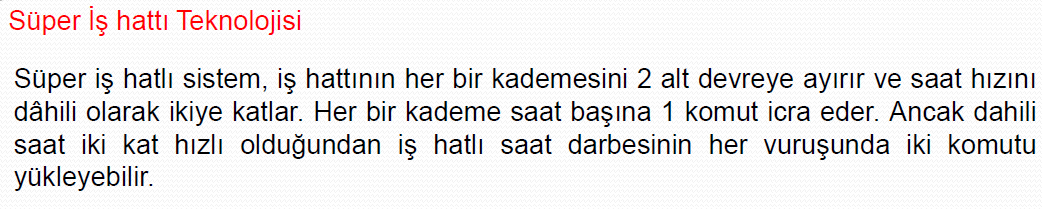 Süper İş hattı Teknolojisi
Süper iş hatlı sistem, iş hattının her bir kademesini 2 alt devreye ayırır ve saat hızını
dâhili olarak ikiye katlar. Her bir kademe saat başına 1 komut icra eder. Ancak dahili
saat iki kat hızlı olduğundan iş hatlı saat darbesinin her vuruşunda iki komutu
yükleyebilir.